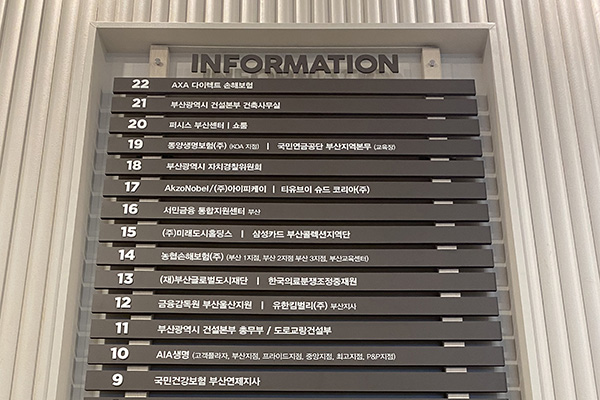 INFORMATION
22 AXA 다이렉트 손해보험
21 부산광역시 건설본부 건축사무실
20 퍼시스 부산센터 | 쇼룸
19 동양생명보험(주) (KDA 지점) | 국민연금공단 부산지역본부 (교육장)
18 부산광역시 자치경찰위원회
17 AkzoNobel/(주)아이피케이 | 티유브이 슈드 코리아(주)
16 서민금융 통합지원센터 부산
15 (주)미래도시홀딩스 | 삼성카드 부산콜렉션지역단
14 농협손해보험(주) (부산 1지점, 부산 2지점 부산 3지점, 부산교육센터)
13 (재)부산글로벌도시재단 | 한국의료분쟁조정중재원
12 금융감독원 부산울산지원 | 유한킴벌리(주) 부산지사
11 부산광역시 건설본부 총무부 / 도로교량건설부
10 AIA생명 (고객플라자, 부산지점, 프라이드지점, 중앙지점, 최고지점, P&P지점)
9 국민건강보험 부산연제지사